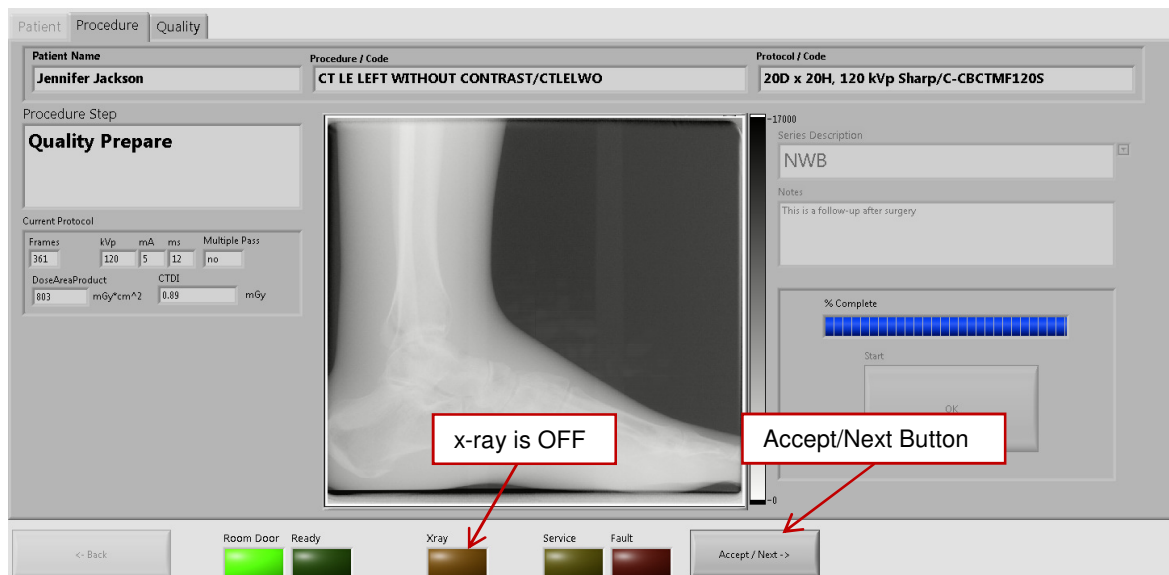 Patient Procedure Quality
Patient Name
Jennifer Jackson
Procedure / Code
CT LE LEFT WITHOUT CONTRAST/CTLELWO
Protocol / Code
20D x 20H, 120 kVp Sharp/C-CBCTMF120S
Procedure Step
Quality Prepare
Current Protocol
Frames kVp mA ms Multiple Pass
361 120 5 12 no
DoseAreaProduct CTDI
803 mGy*cm^2 0.89 mGy
-17000
-0
Series Description
NWB
Notes
This is a follow-up after surgery
% Complete
Start
OK
x-ray is OFF
Accept/Next Button
<- Back
Room Door Ready Xray Service Fault
Accept / Next ->